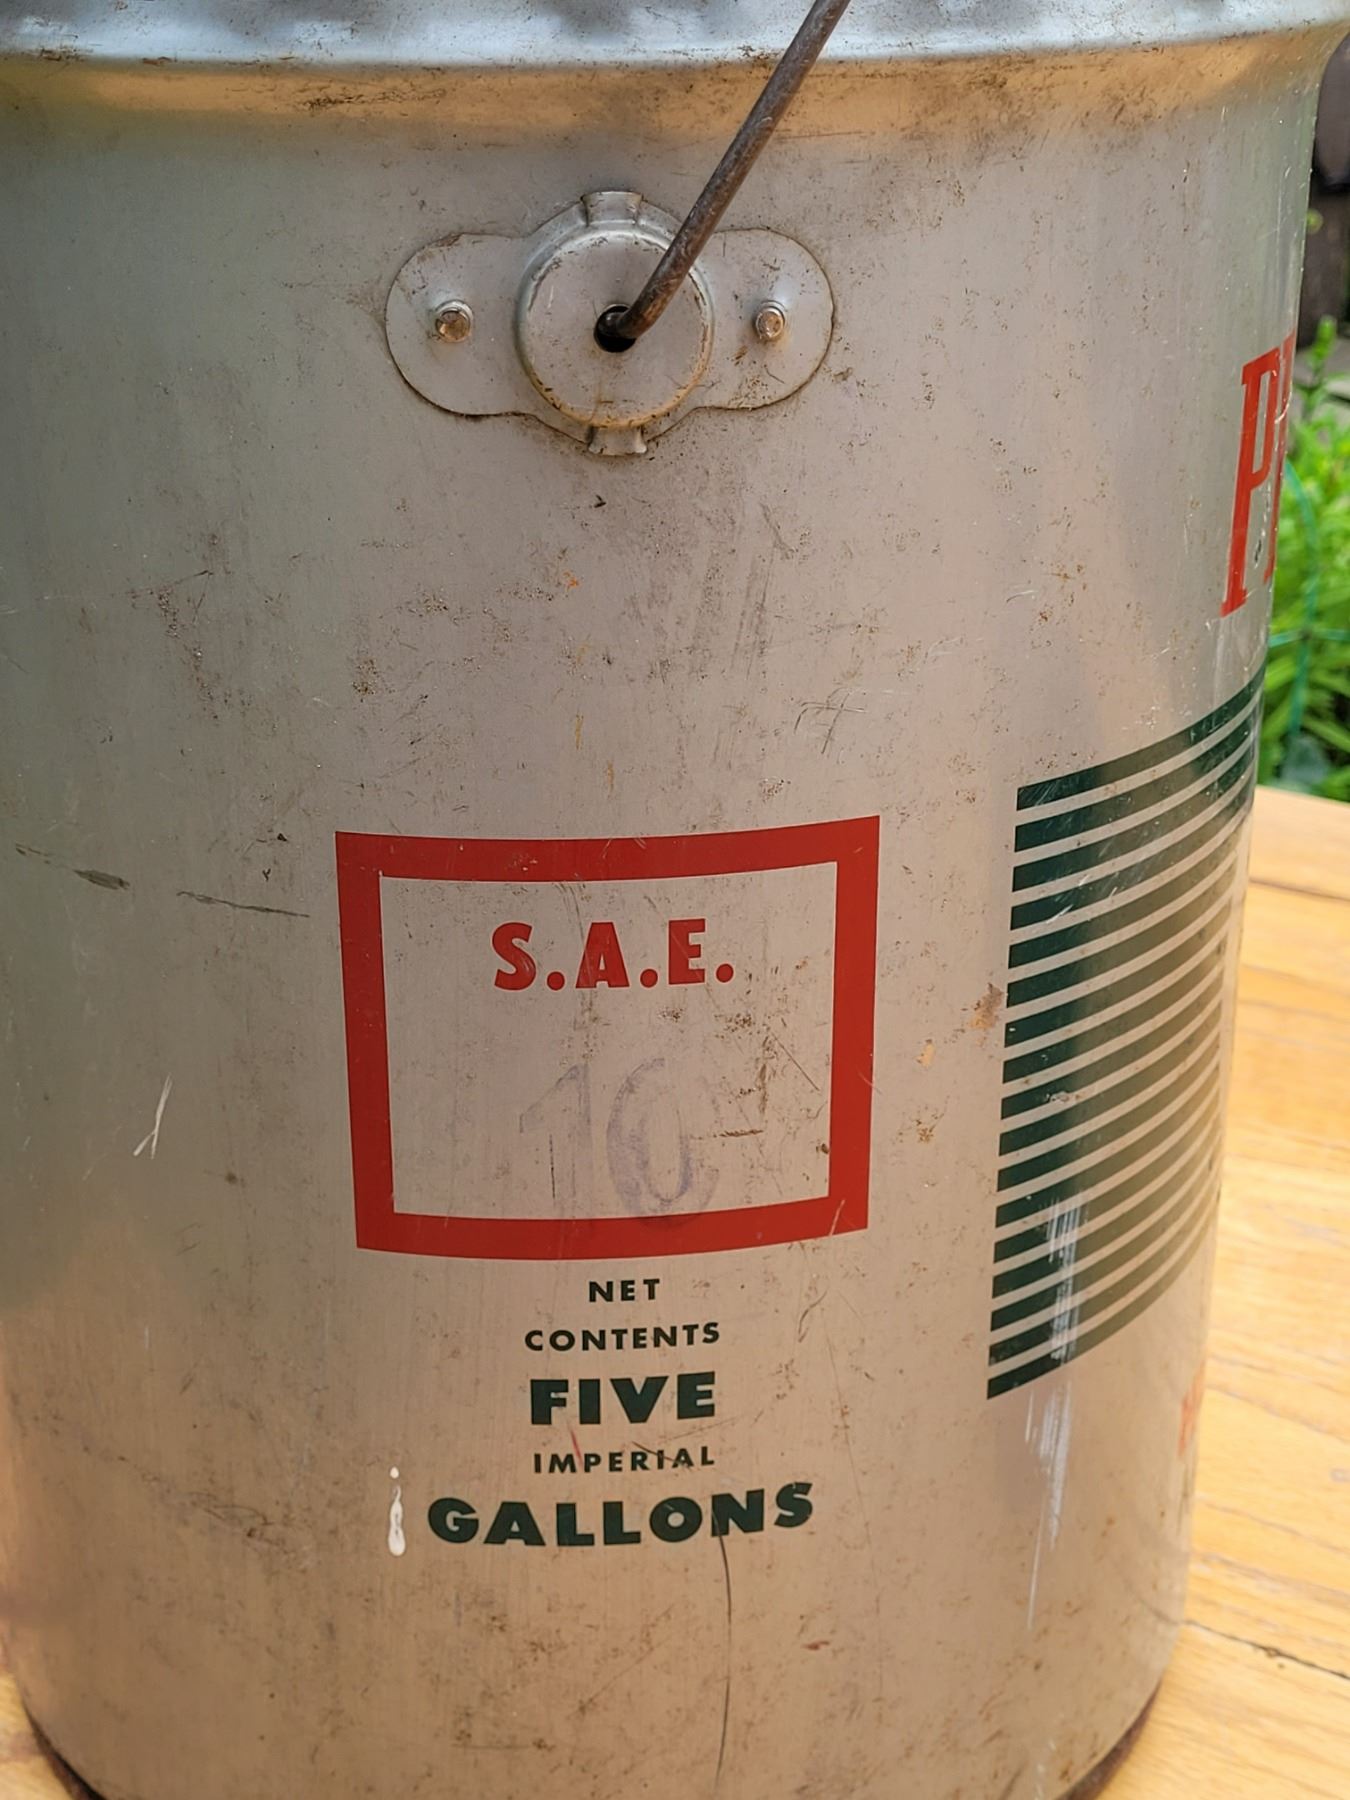 S.A.E.
10
NET
CONTENTS
FIVE
IMPERIAL
GALLONS